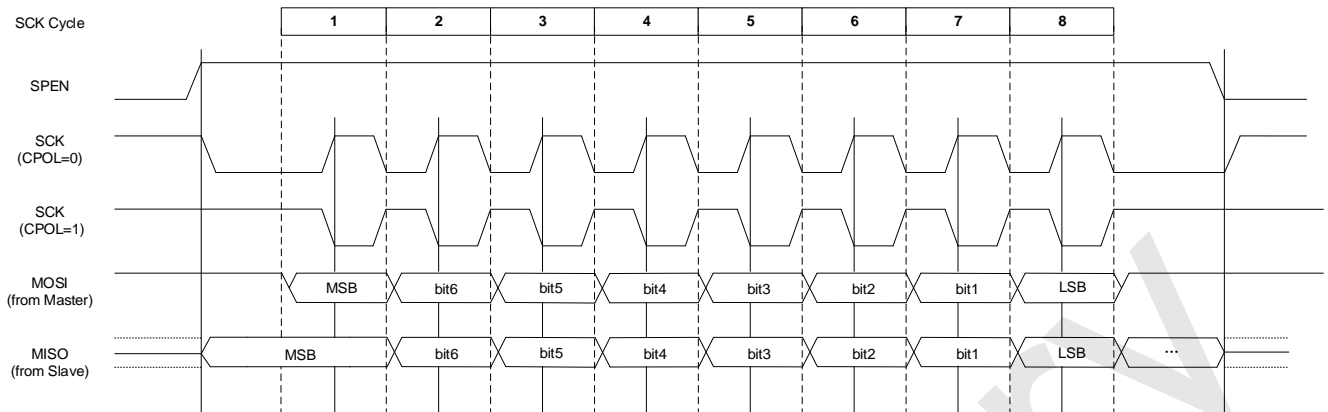 SCK Cycle 1 2 3 4 5 6 7 8
SPEN
SCK
(CPOL=0)
SCK
(CPOL=1)
MOSI
(from Master)
MSB bit6 bit5 bit4 bit3 bit2 bit1 LSB
MISO
(from Slave)
MSB bit6 bit5 bit4 bit3 bit2 bit1 LSB ...